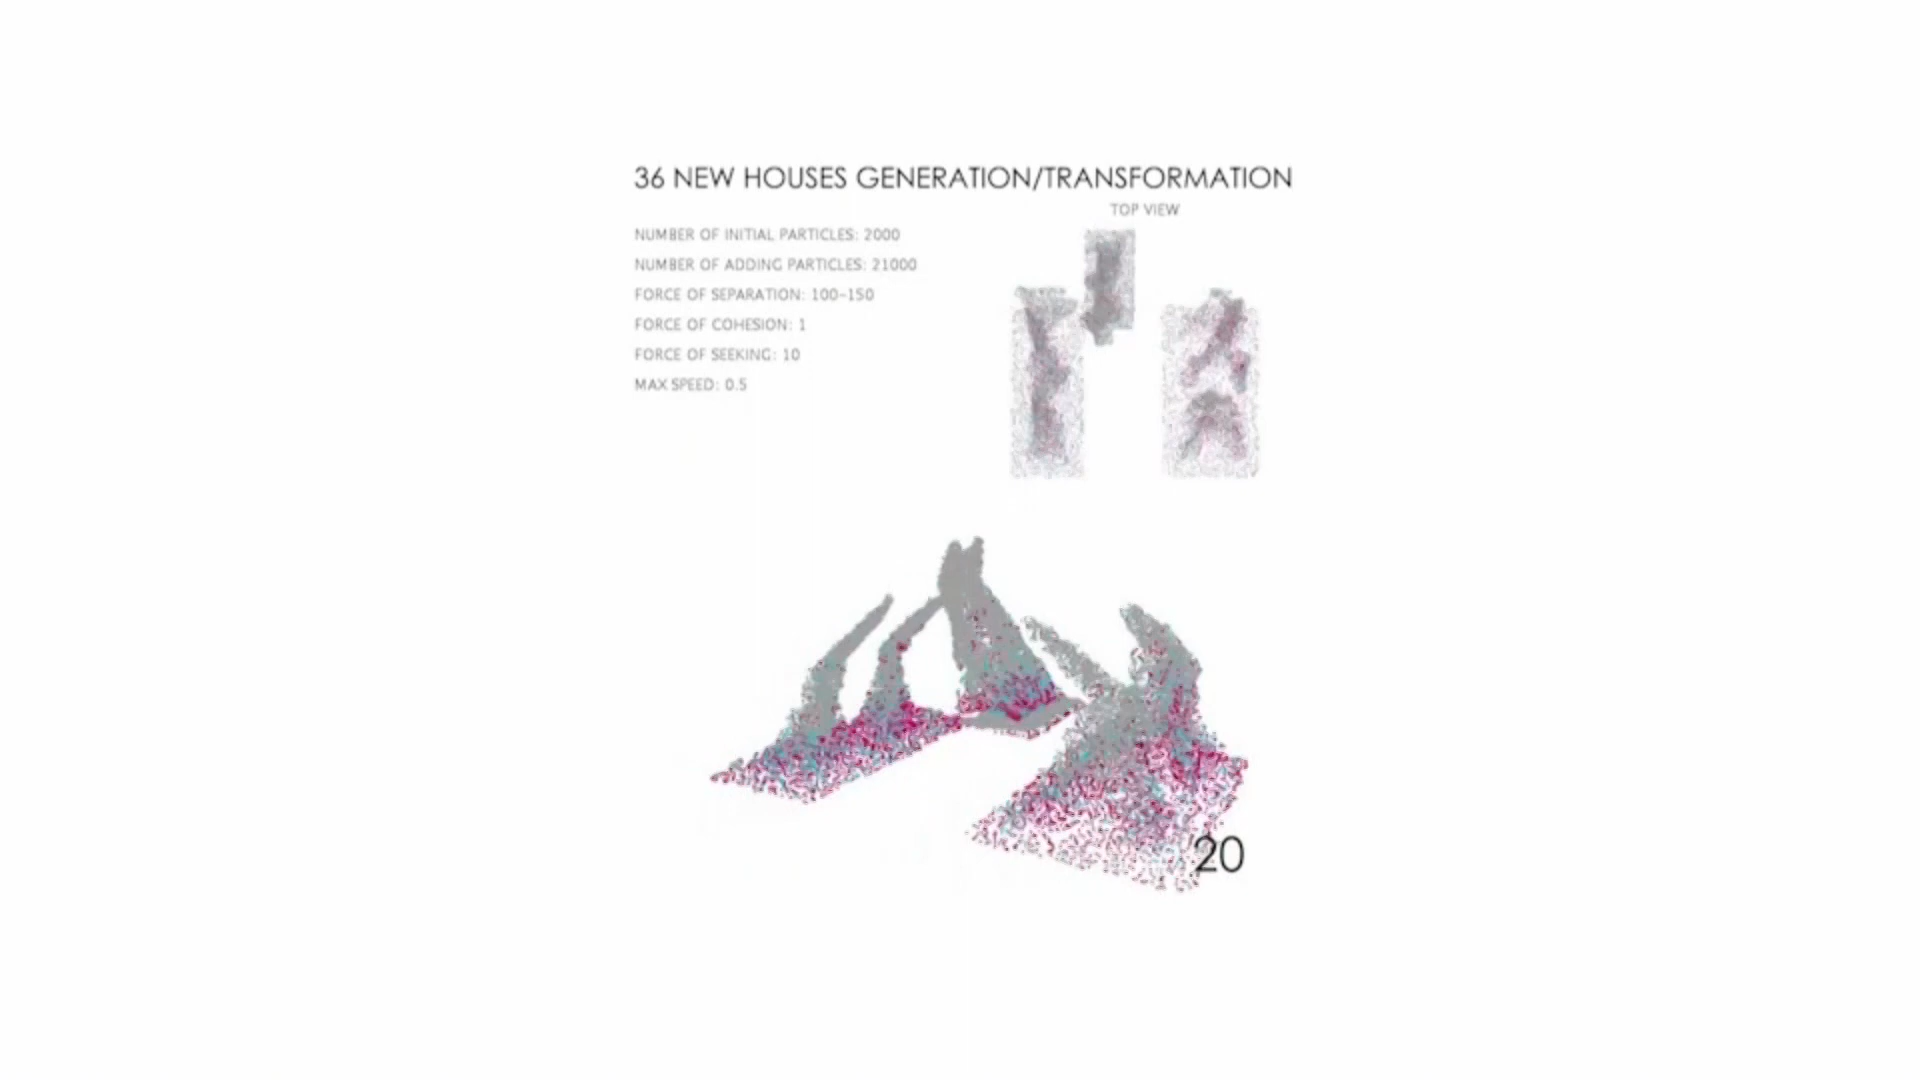 36 NEW HOUSES GENERATION/TRANSFORMATION
TOP VIEW
NUMBER OF INITIAL PARTICLES: 2000
NUMBER OF ADDING PARTICLES: 21000
FORCE OF SEPARATION: 100-150
FORCE OF COHESION: 1
FORCE OF SEEKING: 10
MAX SPEED: 0.5
20